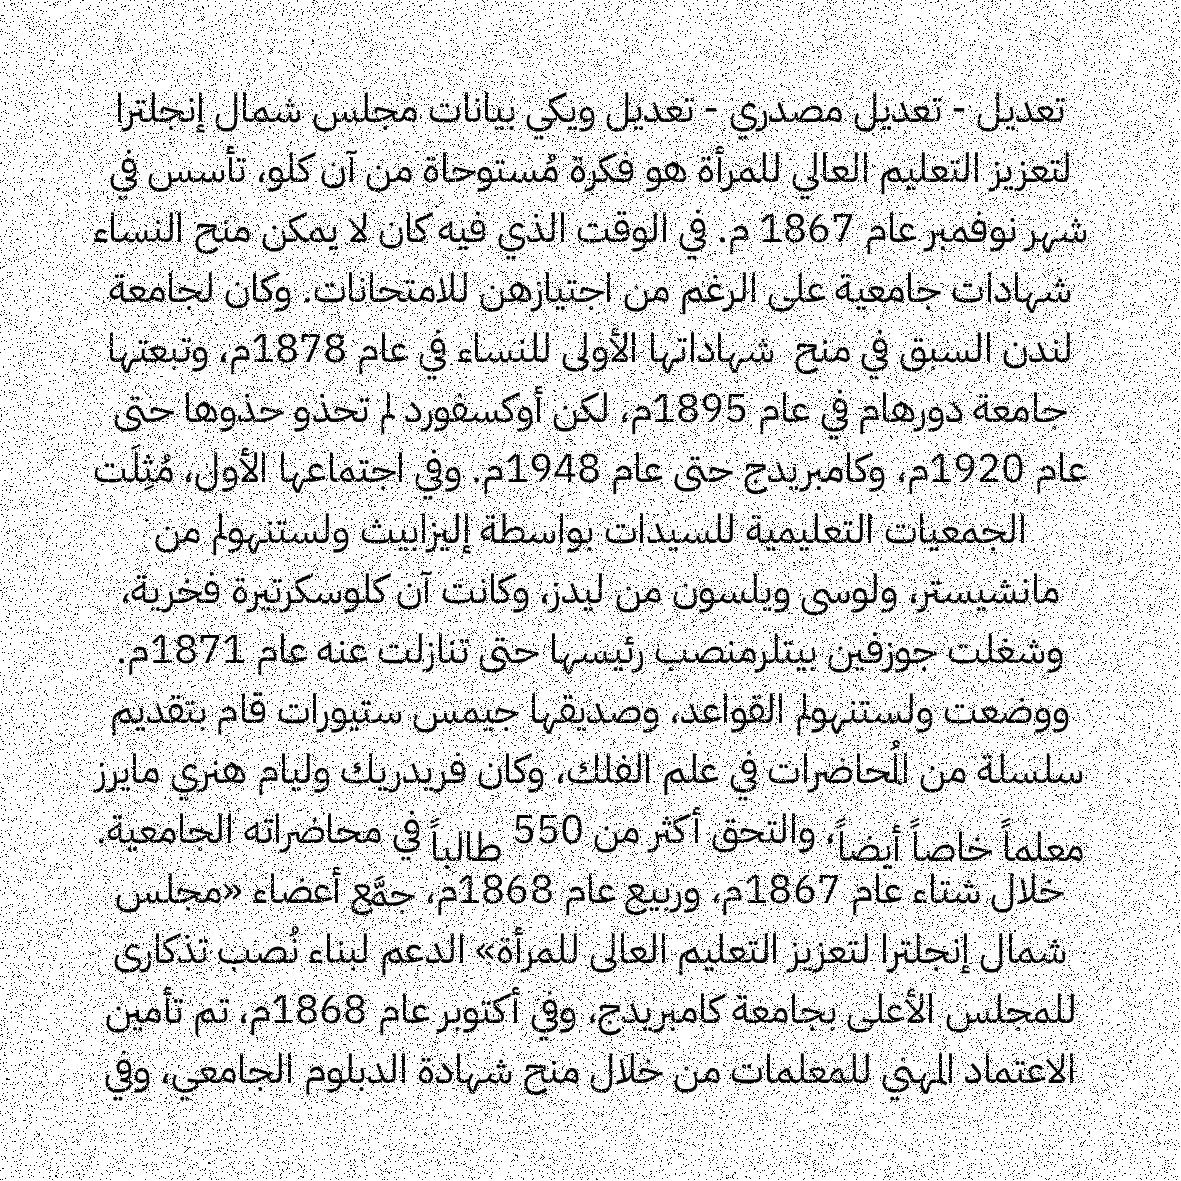 تعديل - تعديل مصدري - تعديل ويكي بيانات مجلس شمال إنجلترا
لتعزيز التعليم العالي للمرأة هو فكرة مُستوحاة من آن كلو، تأسس في
شهر نوفمبر عام 1867 م. في الوقت الذي فيه كان لا يمكن منح النساء
شهادات جامعية على الرغم من اجتيازهن للامتحانات. وكان لجامعة
لندن السبق في منح  شهاداتها الأولى للنساء في عام 1878م، وتبعتها
جامعة دورهام في عام 1895م، لكن أوكسفورد لم تحذو حذوها حتى
عام 1920م، وكامبريدج حتى عام 1948م. وفي اجتماعها الأول، مُثِلَت
الجمعيات التعليمية للسيدات بواسطة إليزابيث ولستنهولم من
مانشيستر، ولوسى ويلسون من ليدز، وكانت آن كلوسكرتيرة فخرية،
وشغلت جوزفين بيتلرمنصب رئيسها حتى تنازلت عنه عام 1871م.
ووضعت ولستنهولم القواعد، وصديقها جيمس ستيورات قام بتقديم
سلسلة من المُحاضرات في علم الفلك، وكان فريدريك وليام هنري مايرز
معلماً خاصاً أيضاً، والتحق أكثر من 550 طالباً في محاضراته الجامعية.
خلال شتاء عام 1867م، وربيع عام 1868م، جمَّع أعضاء «مجلس
شمال إنجلترا لتعزيز التعليم العالى للمرأة» الدعم لبناء نُصب تذكارى
للمجلس الأعلى بجامعة كامبريدج، وفي أكتوبر عام 1868م، تم تأمين
الاعتماد المهني للمعلمات من خلال منح شهادة الدبلوم الجامعي، وفي